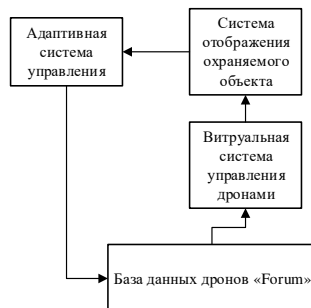 Адаптивная
система
управления
Система
отображения
охраняемого
объекта
Витруальная
система
управления
дронами
База данных дронов «Forum»